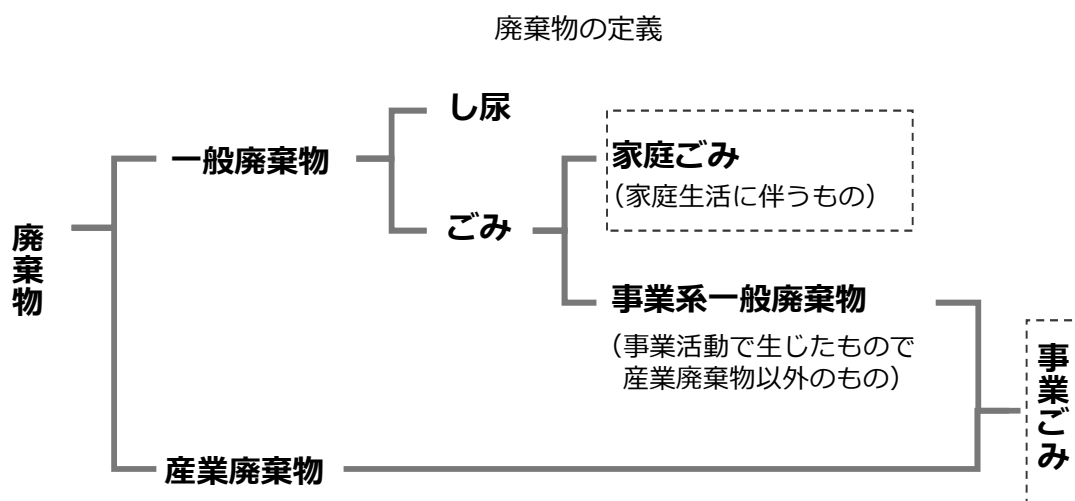 廃棄物の定義
し尿
一般廃棄物
家庭ごみ
（家庭生活に伴うもの）
ごみ
廃棄物
事業系一般廃棄物
（事業活動で生じたもので
産業廃棄物以外のもの）
事業ごみ
産業廃棄物